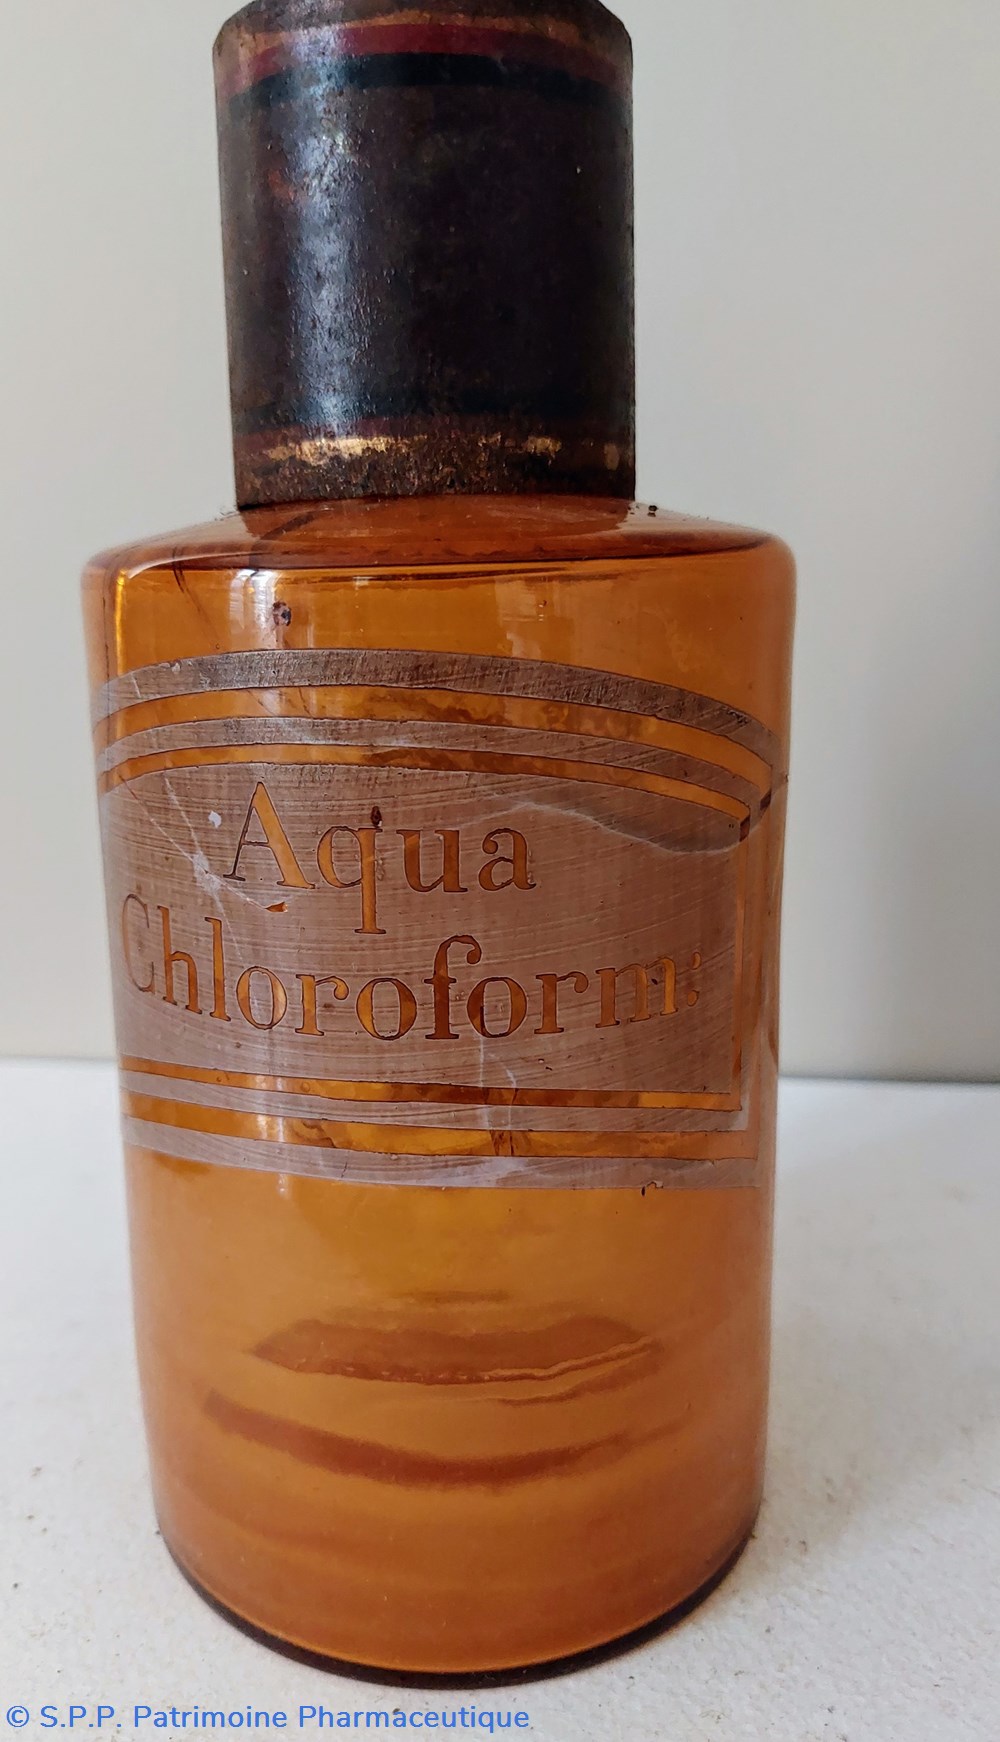 Aqua
Chloroform:
© S.P.P. Patrimoine Pharmaceutique